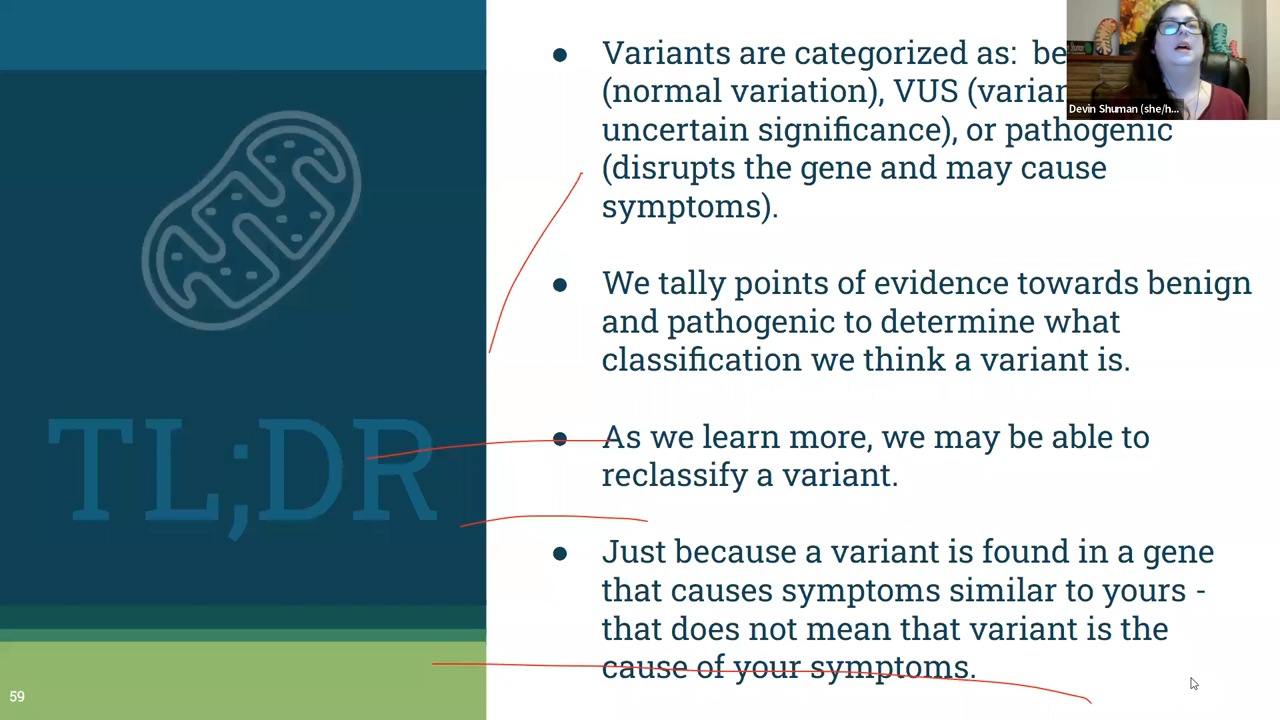 Variants are categorized as: be
(normal variation), VUS (varian
uncertain significance), or pathogenic
(disrupts the gene and may cause
symptoms).
We tally points of evidence towards benign
and pathogenic to determine what
classification we think a variant is.
As we learn more, we may be able to
reclassify a variant.
Just because a variant is found in a gene
that causes symptoms similar to yours -
that does not mean that variant is the
cause of your symptoms.
TL;DR
59
Devin Shuman (she/h...